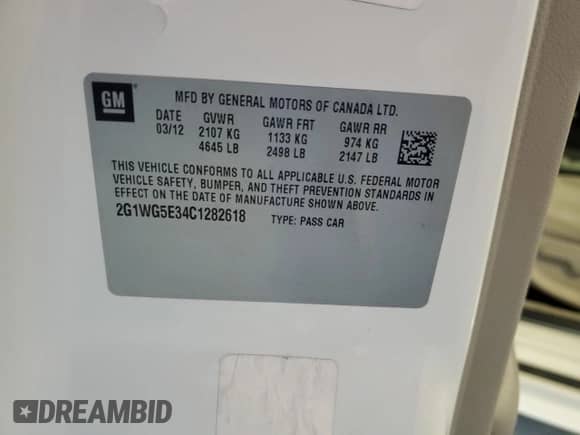 GM
MFD BY GENERAL MOTORS OF CANADA LTD.
DATE GVWR GAWR FRT GAWR RR
03/12 2107 KG 1133 KG 974 KG
4645 LB 2498 LB 2147 LB
THIS VEHICLE CONFORMS TO ALL APPLICABLE U.S. FEDERAL MOTOR
VEHICLE SAFETY, BUMPER, AND THEFT PREVENTION STANDARDS IN
EFFECT ON THE DATE OF MANUFACTURE SHOWN ABOVE.
2G1WG5E34C1282618 TYPE: PASS CAR
DREAMBID